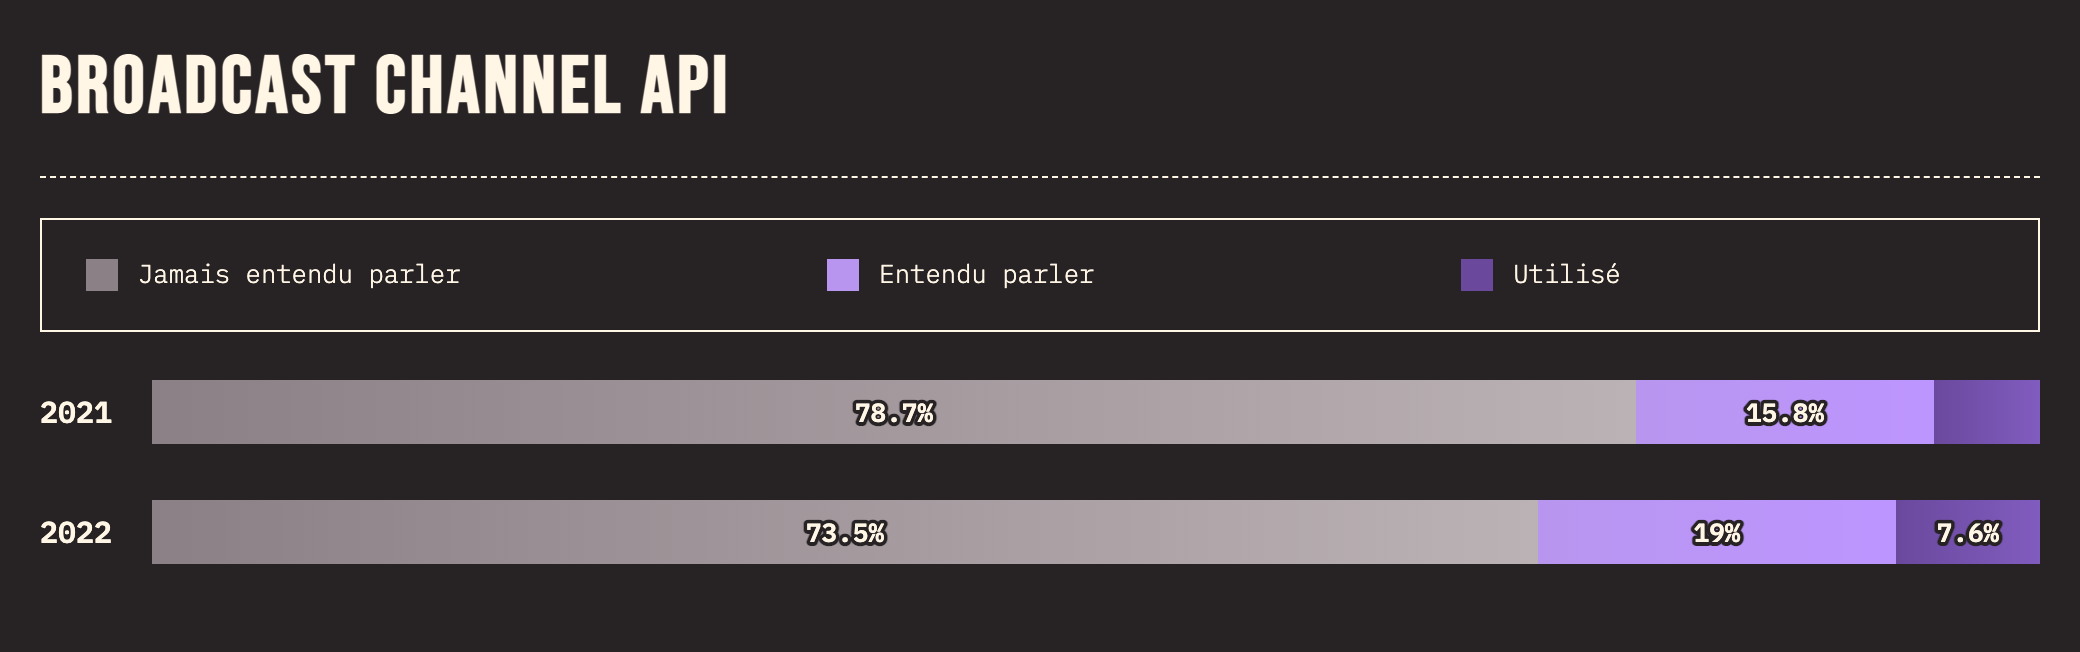 BROADCAST CHANNEL API
Jamais entendu parler Entendu parler Utilisé
2021 78.7% 15.8%
2022 73.5% 19% 7.6%